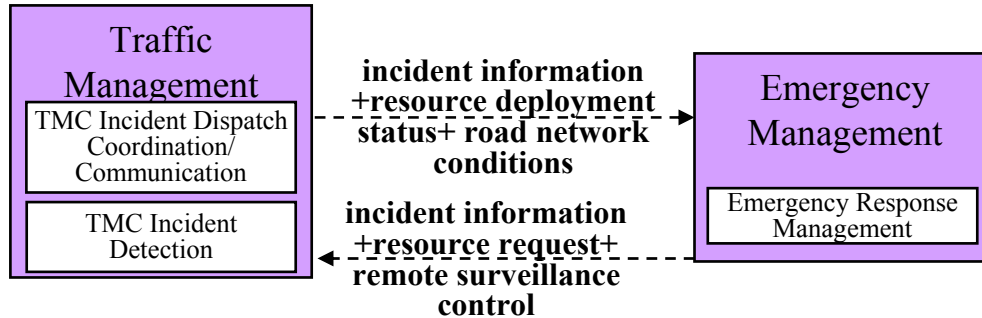 Traffic
Management
TMC Incident Dispatch
Coordination/
Communication
TMC Incident
Detection
incident information
+resource deployment
status+ road network
conditions
incident information
+resource request+
remote surveillance
control
Emergency
Management
Emergency Response
Management